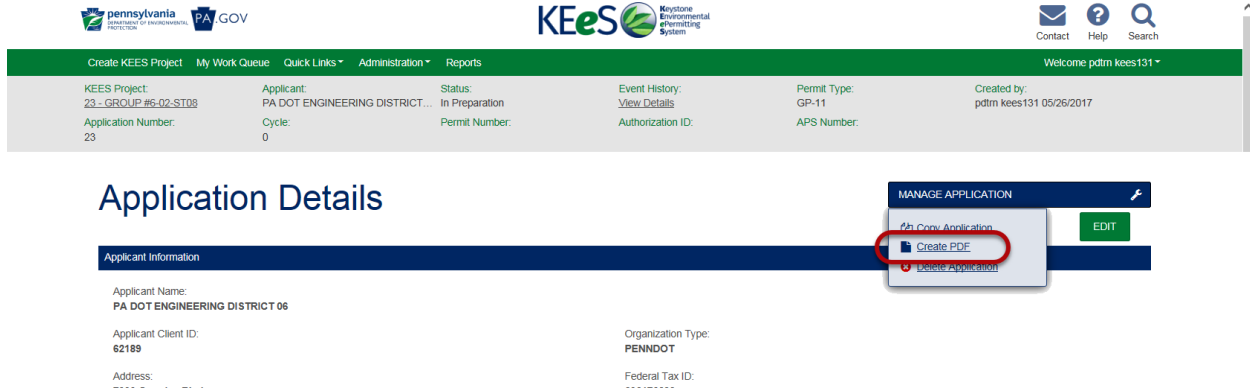 pennsylvania
DEPARTMENT OF ENVIRONMENTAL
PROTECTION
PA .GOV
KEeS Keystone
Environmental
ePermitting
System
Contact Help Search
Create KEES Project My Work Queue Quick Links Administration Reports Welcome pdtrn kees131
KEES Project: Applicant: Status: Event History: Permit Type: Created by:
23 - GROUP #6-02-ST08 PA DOT ENGINEERING DISTRICT... In Preparation View Details GP-11 pdtrn kees131 05/26/2017
Application Number: Cycle: Permit Number: Authorization ID: APS Number:
23 0
Application Details
MANAGE APPLICATION
Copy Application
EDIT
Create PDF
Delete Application
Applicant Information
Applicant Name:
PA DOT ENGINEERING DISTRICT 06
Applicant Client ID: Organization Type:
62189 PENNDOT
Address: Federal Tax ID: